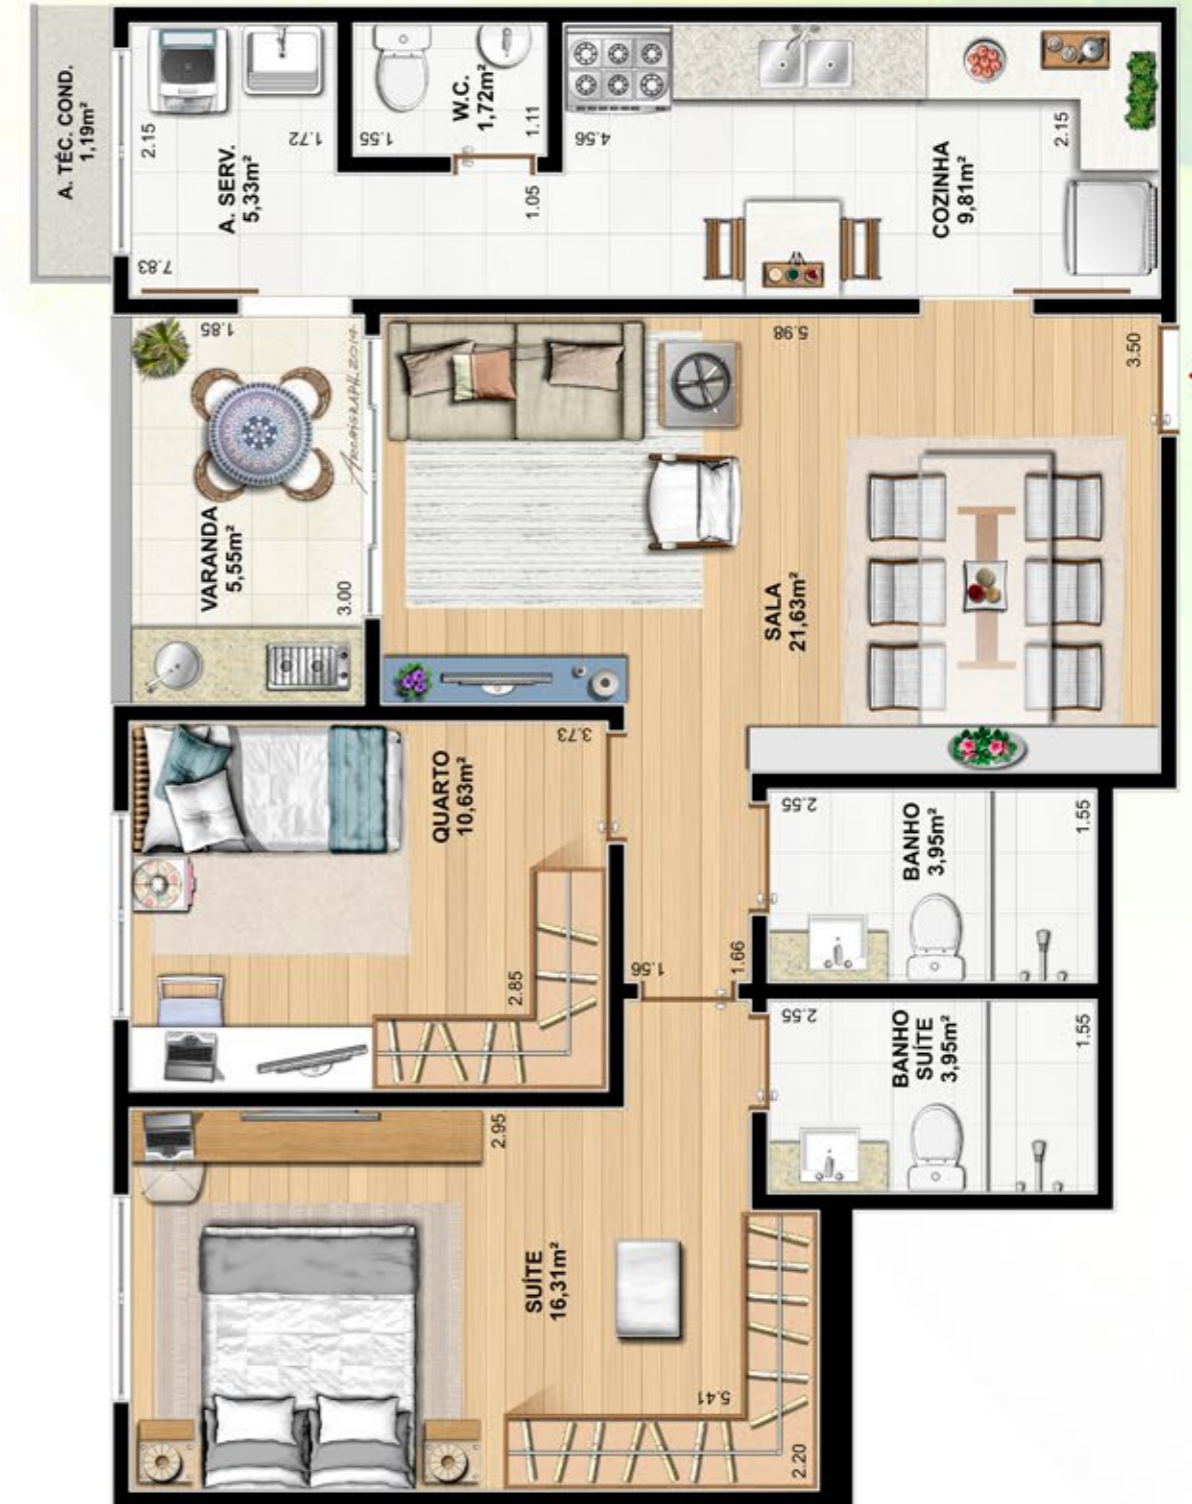 A. TÉC. COND.
1,19m²
2.15
A. SERV.
5,33m²
1.72
7.83
1.55
W.C.
1,72m²
1.11
1.05
4.56
COZINHA
9,81m²
2.15
1.85
VARANDA
5,55m²
3.00
5.98
3.50
SALA
21,63m²
3.73
QUARTO
10,63m²
2.85
1.56
1.66
2.55
BANHO
3,95m²
1.55
2.55
BANHO
SUÍTE
3,95m²
1.55
2.95
SUÍTE
16,31m²
5.41
2.20